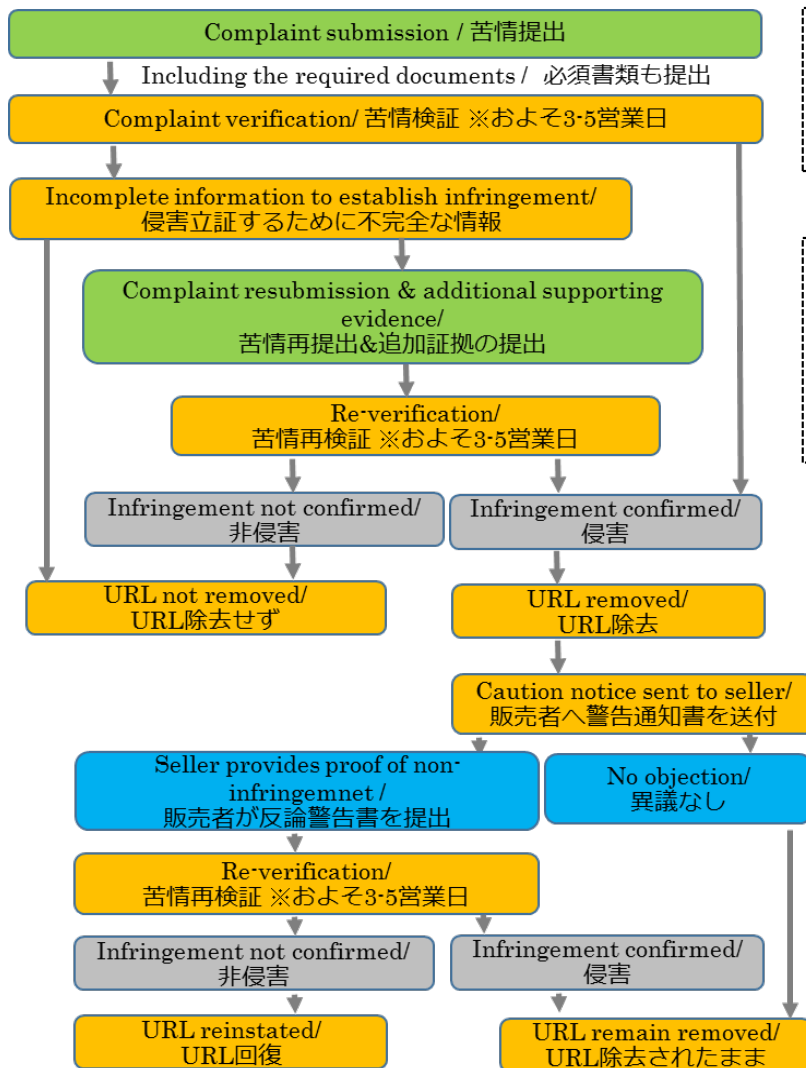 Complaint submission / 苦情提出
Including the required documents / 必須書類も提出
Complaint verification/ 苦情検証 ※およそ3-5営業日
Incomplete information to establish infringement/
侵害立証するために不完全な情報
Complaint resubmission & additional supporting
evidence/
苦情再提出&追加証拠の提出
Re-verification/
苦情再検証 ※およそ3-5営業日
Infringement not confirmed/
非侵害
Infringement confirmed/
侵害
URL not removed/
URL除去せず
URL removed/
URL除去
Caution notice sent to seller/
販売者へ警告通知書を送付
Seller provides proof of non-
infringemnet /
販売者が反論警告書を提出
No objection/
異議なし
Re-verification/
苦情再検証 ※およそ3-5営業日
Infringement not confirmed/
非侵害
Infringement confirmed/
侵害
URL reinstated/
URL回復
URL remain removed/
URL除去されたまま